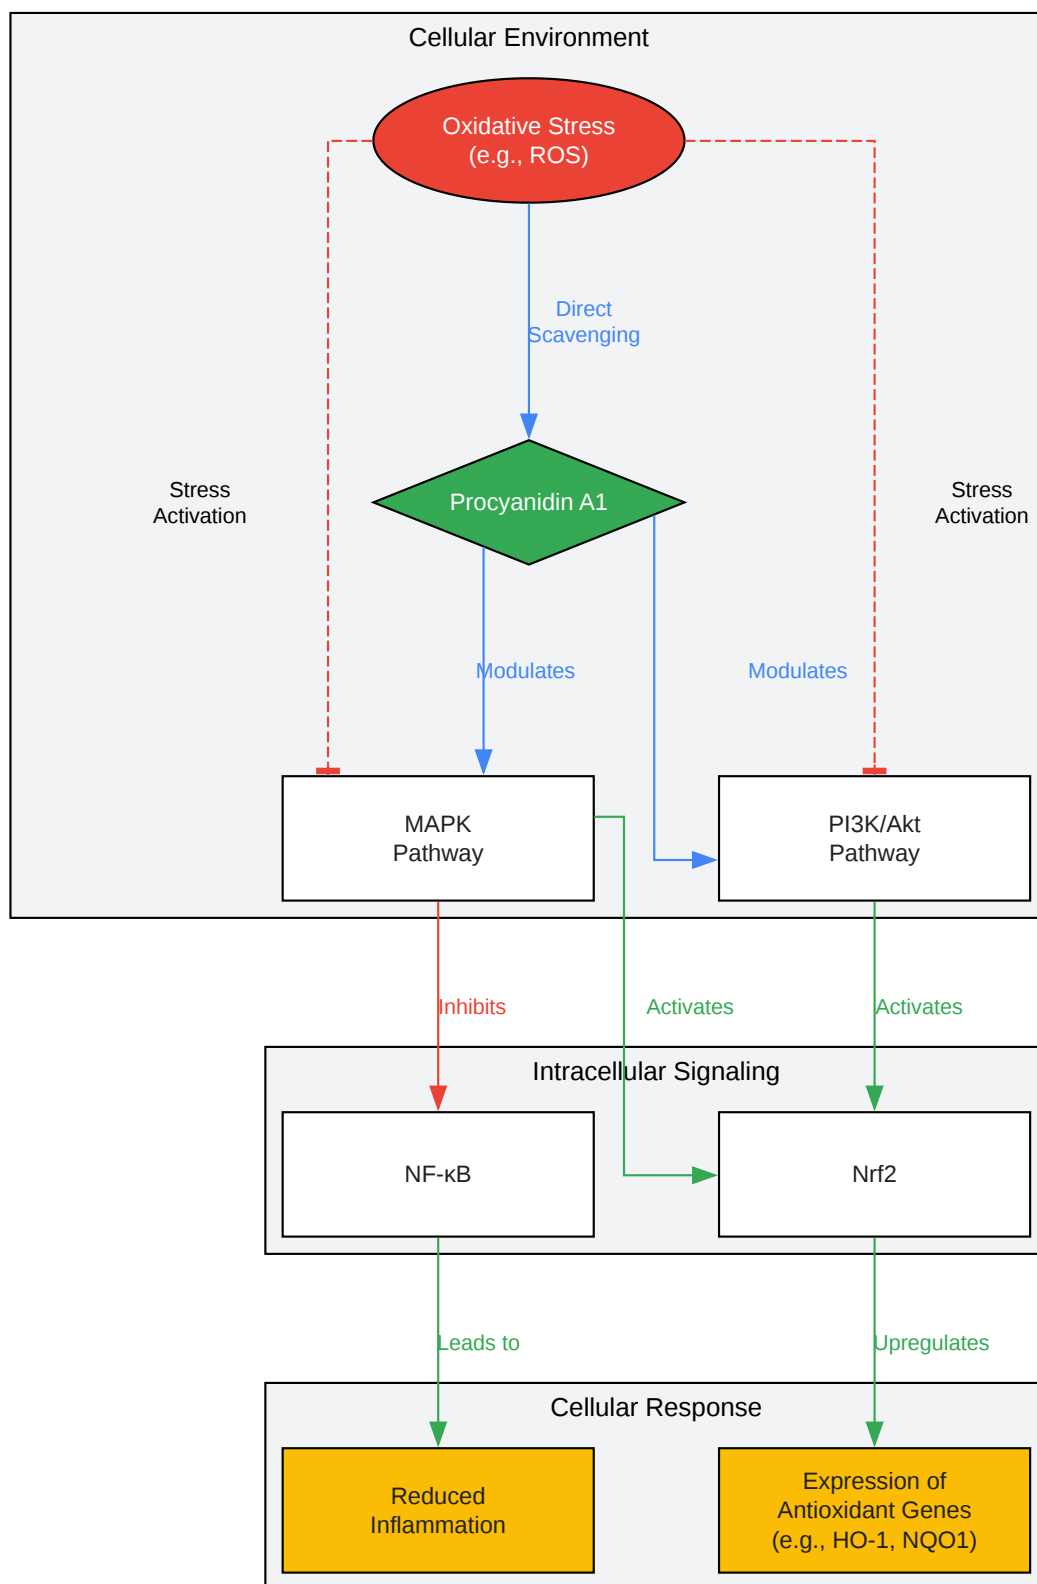 Cellular Environment
Oxidative Stress
(e.g., ROS)
Direct
Scavenging
Stress
Activation
Procyanidin A1
Stress
Activation
Modulates
Modulates
MAPK
Pathway
PI3K/Akt
Pathway
Inhibits
Activates
Activates
Intracellular Signaling
NF-κB
Nrf2
Leads to
Upregulates
Cellular Response
Reduced
Inflammation
Expression of
Antioxidant Genes
(e.g., HO-1, NQO1)